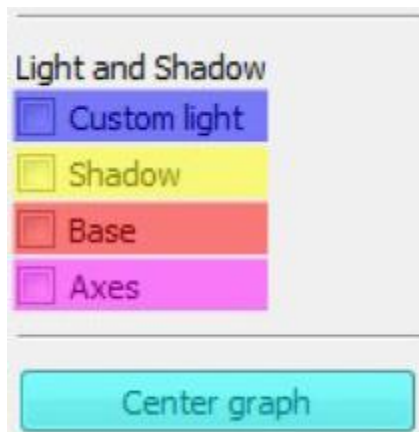 Light and Shadow
Custom light
Shadow
Base
Axes
Center graph